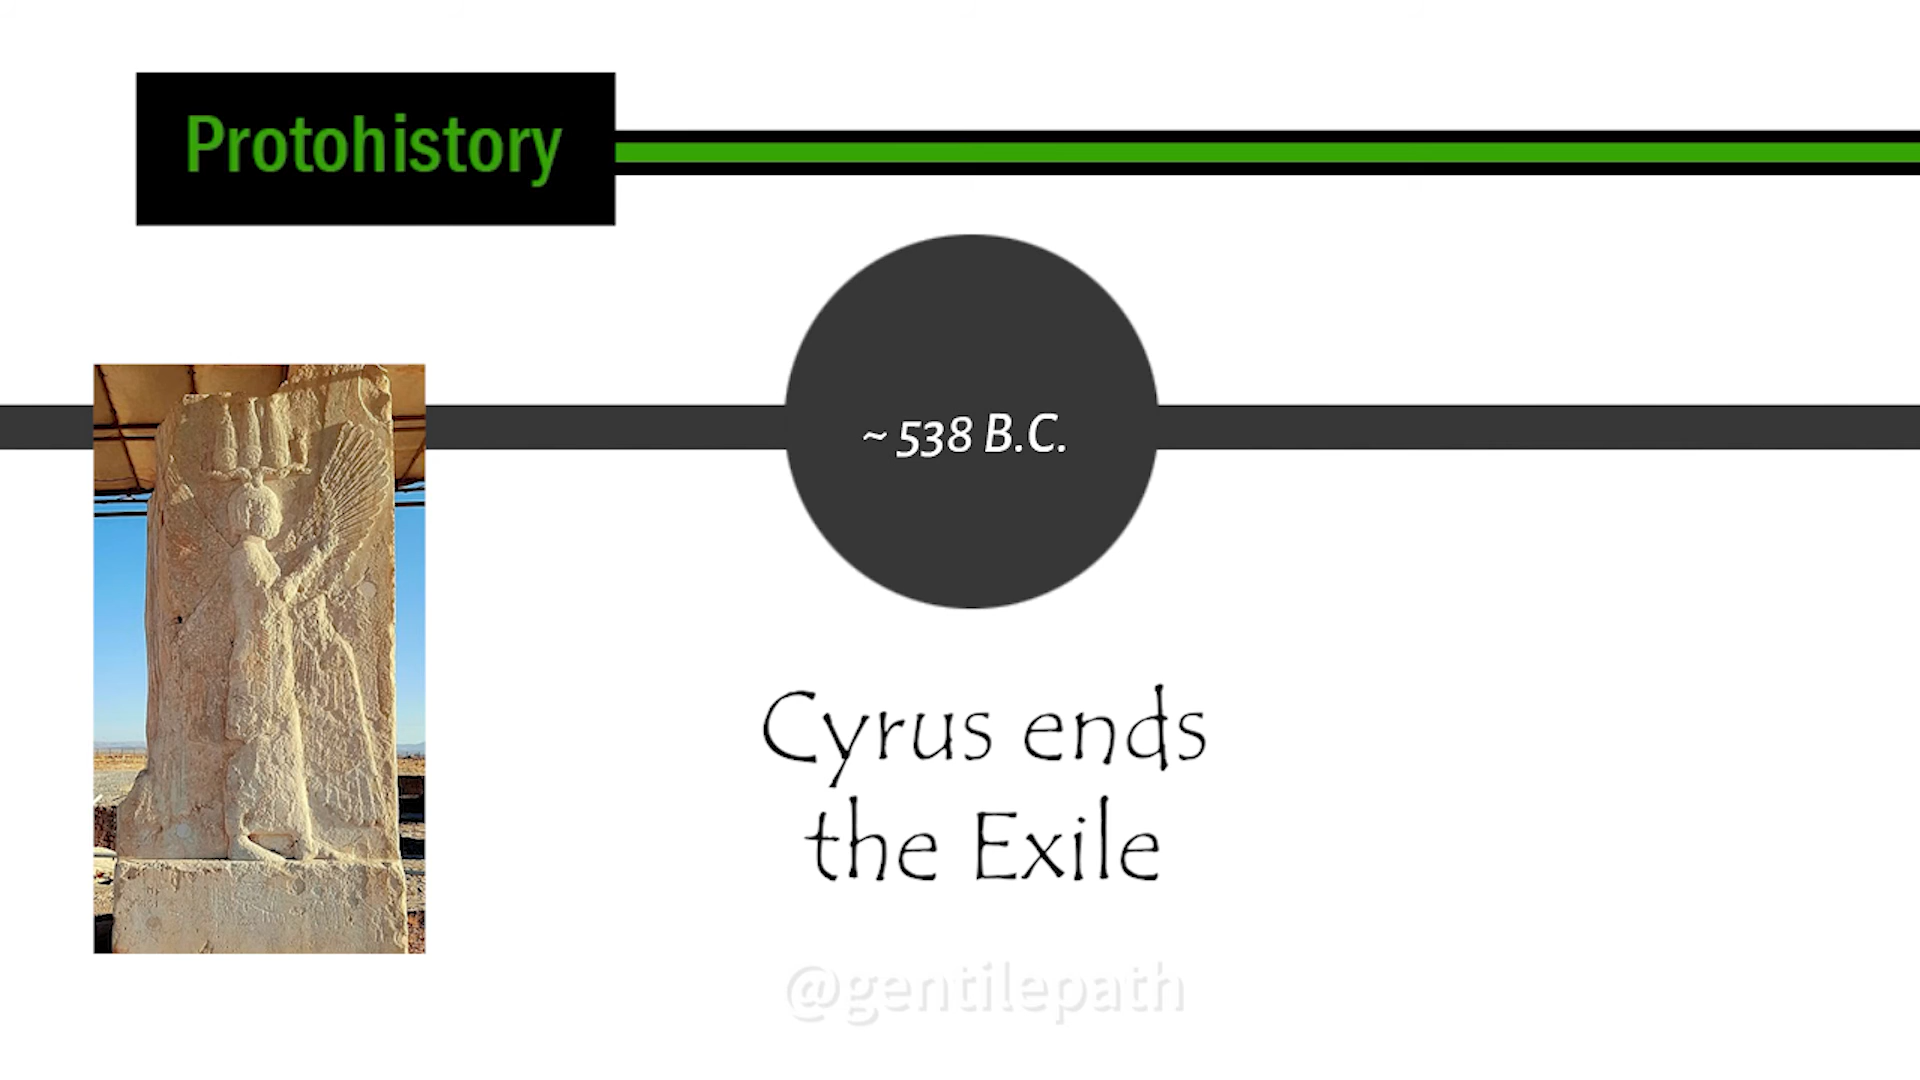 Protohistory
~ 538 B.C.
Cyrus ends
the Exile
@gentilepath